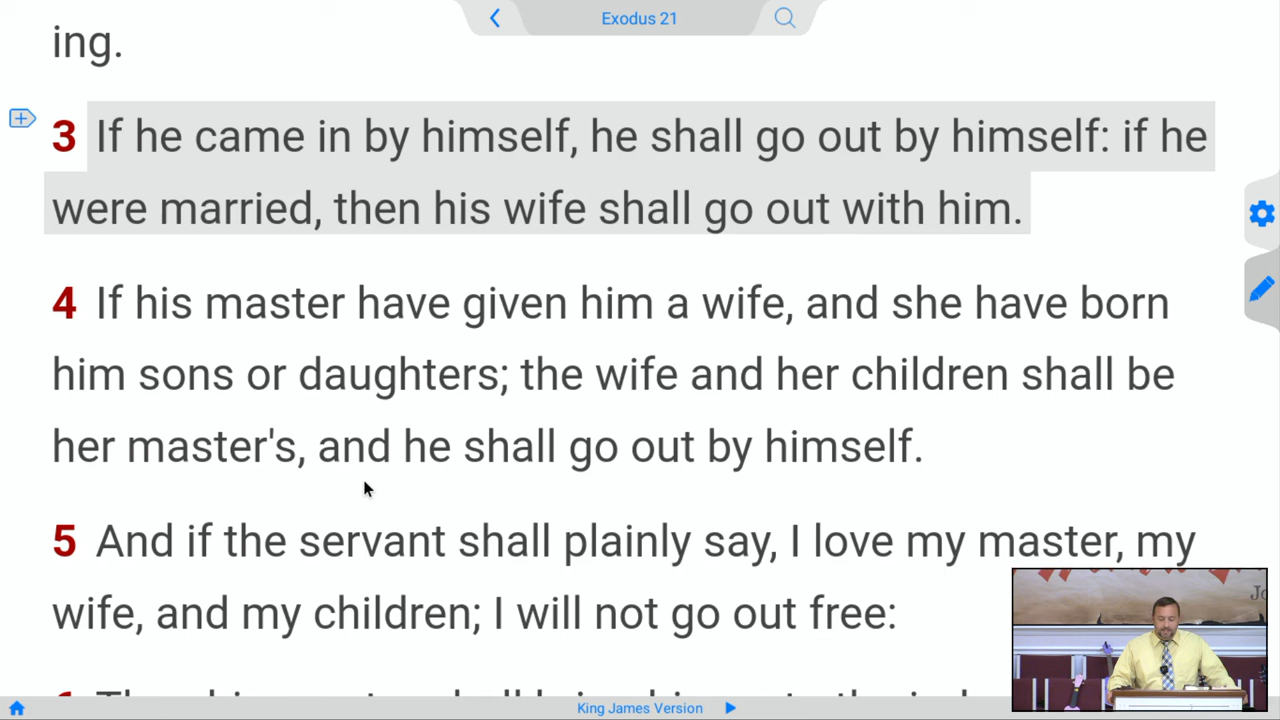 Exodus 21
ing.
3 If he came in by himself, he shall go out by himself: if he
were married, then his wife shall go out with him.
4 If his master have given him a wife, and she have born
him sons or daughters; the wife and her children shall be
her master's, and he shall go out by himself.
5 And if the servant shall plainly say, I love my master, my
wife, and my children; I will not go out free:
King James Version